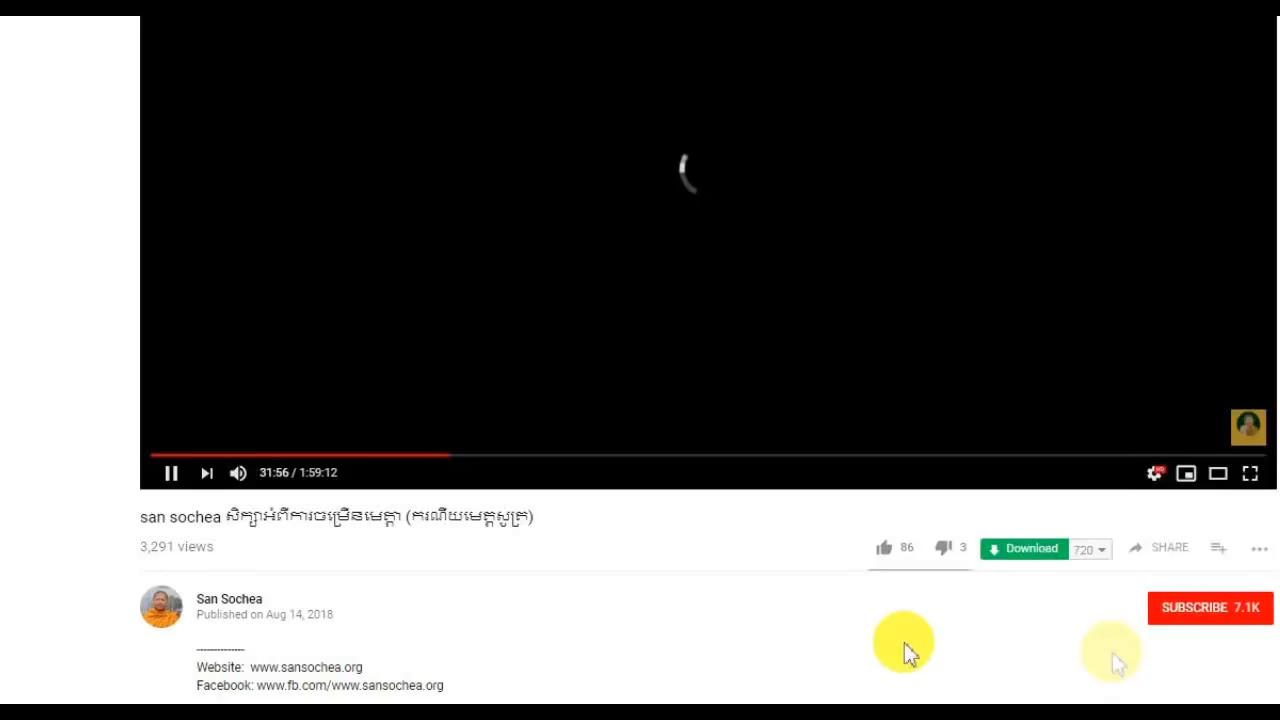 31:56 / 1:59:12
san sochea សិក្សាអំពីការចម្រើនមេត្តា (ករណីយមេត្តសូត្រ)
3,291 views
86 3 Download 720 SHARE
San Sochea
Published on Aug 14, 2018
SUBSCRIBE 7.1K
--------------
Website: www.sansochea.org
Facebook: www.fb.com/www.sansochea.org